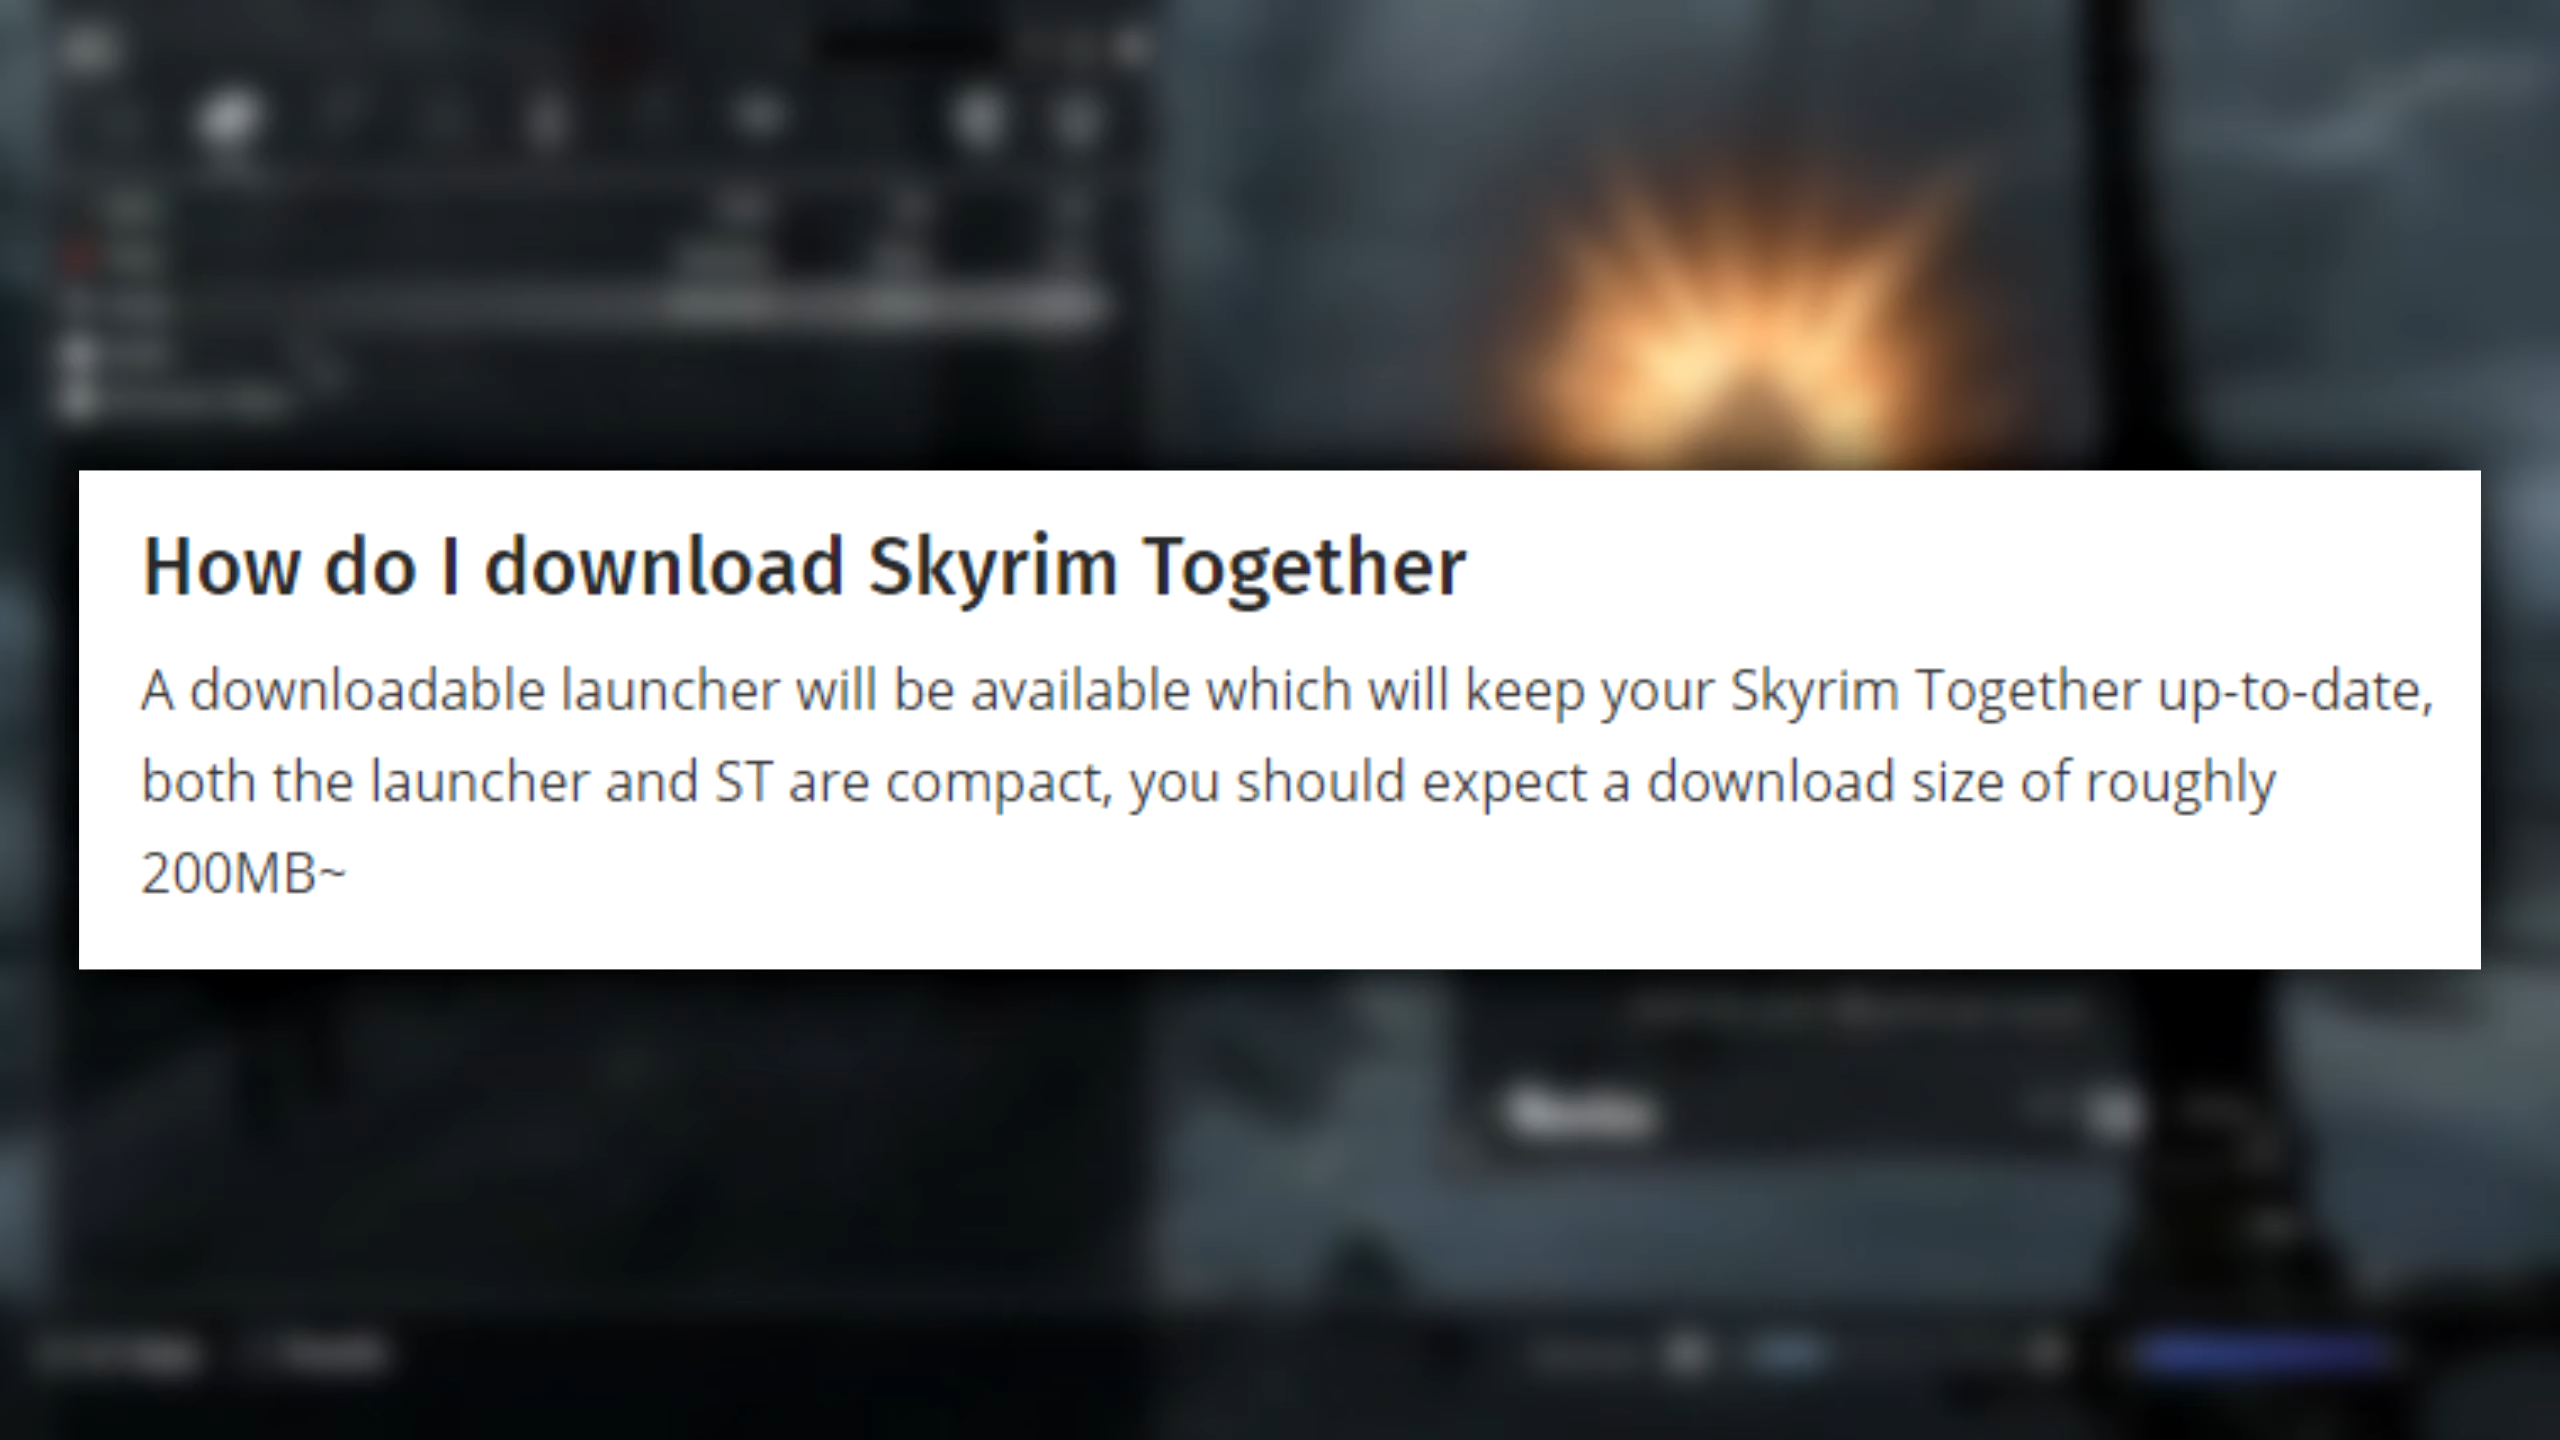 How do I download Skyrim Together
A downloadable launcher will be available which will keep your Skyrim Together up-to-date,
both the launcher and ST are compact, you should expect a download size of roughly
200MB~